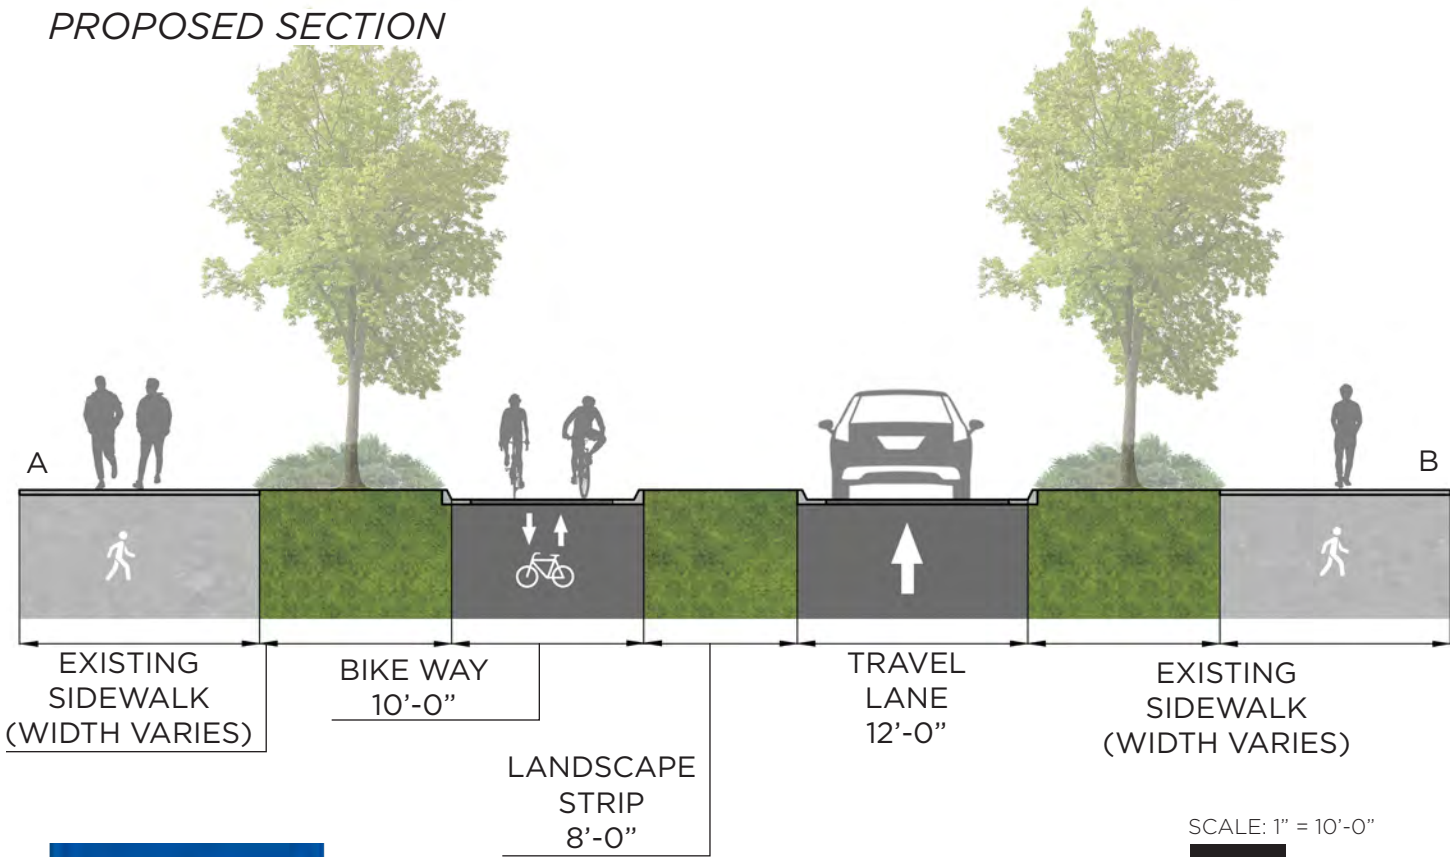 PROPOSED SECTION
A
B
EXISTING
SIDEWALK
(WIDTH VARIES)
BIKE WAY
10’-0”
LANDSCAPE
STRIP
8’-0”
TRAVEL
LANE
12’-0”
EXISTING
SIDEWALK
(WIDTH VARIES)
SCALE: 1” = 10’-0”